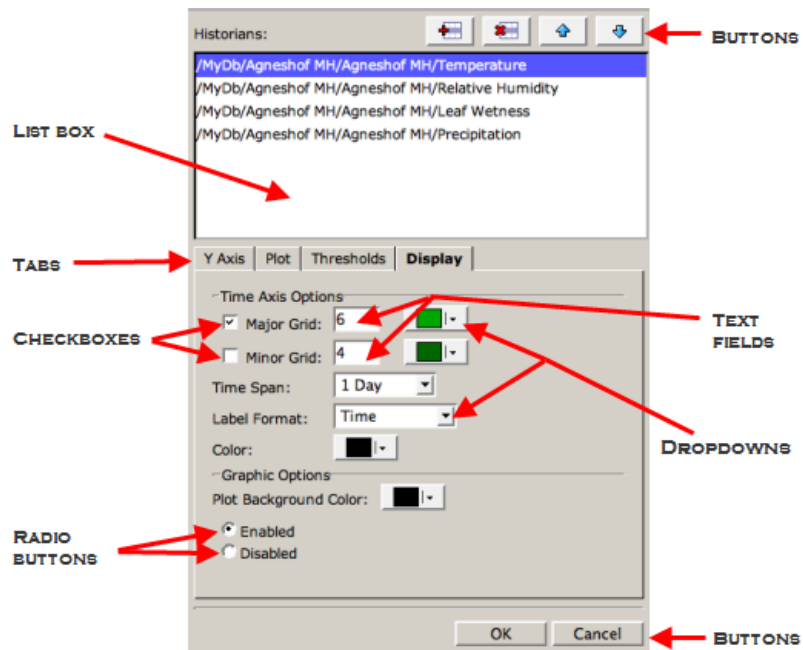 Historians:
BUTTONS
/MyDb/Agneshof MH/Agneshof MH/Temperature
/MyDb/Agneshof MH/Agneshof MH/Relative Humidity
/MyDb/Agneshof MH/Agneshof MH/Leaf Wetness
/MyDb/Agneshof MH/Agneshof MH/Precipitation
LIST BOX
TABS
Y Axis Plot Thresholds Display
Time Axis Options
CHECKBOXES
Major Grid: 6
Minor Grid: 4
TEXT
FIELDS
Time Span: 1 Day
Label Format: Time
Color:
DROPDOWNS
Graphic Options
Plot Background Color:
RADIO
BUTTONS
Enabled
Disabled
OK Cancel
BUTTONS